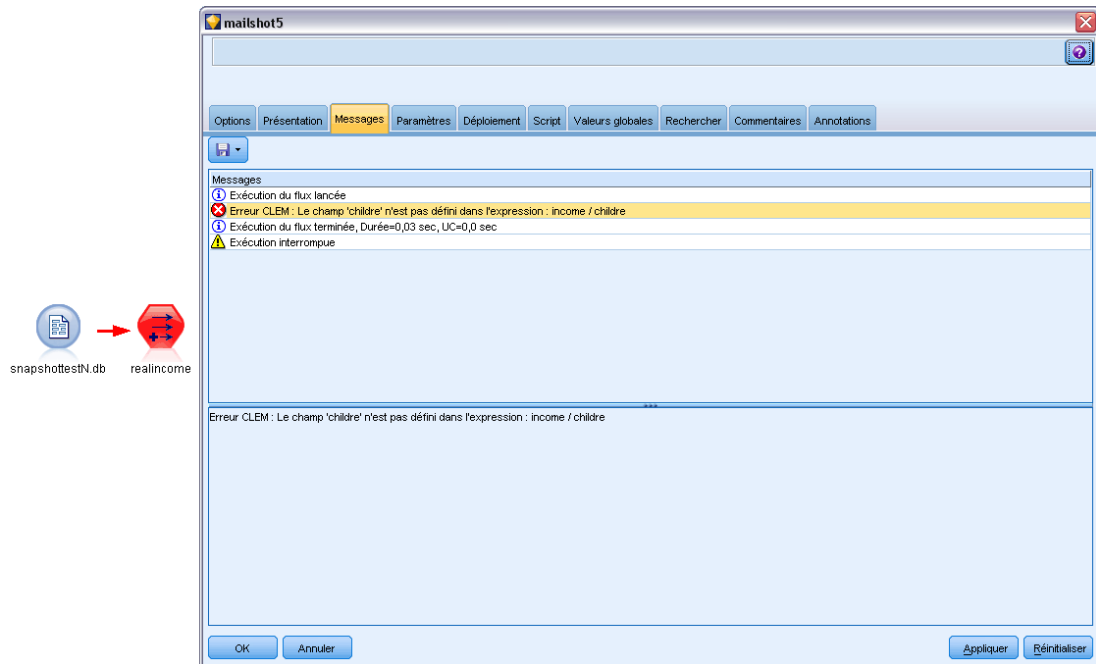 mailshot5
Options Présentation Messages Paramètres Déploiement Script Valeurs globales Rechercher Commentaires Annotations
Messages
Exécution du flux lancée
Erreur CLEM : Le champ 'childre' n'est pas défini dans l'expression : income / childre
Exécution du flux terminée, Durée=0,03 sec, UC=0,0 sec
Exécution interrompue
snapshottestN.db realincome
Erreur CLEM : Le champ 'childre' n'est pas défini dans l'expression : income / childre
OK Annuler Appliquer Réinitialiser